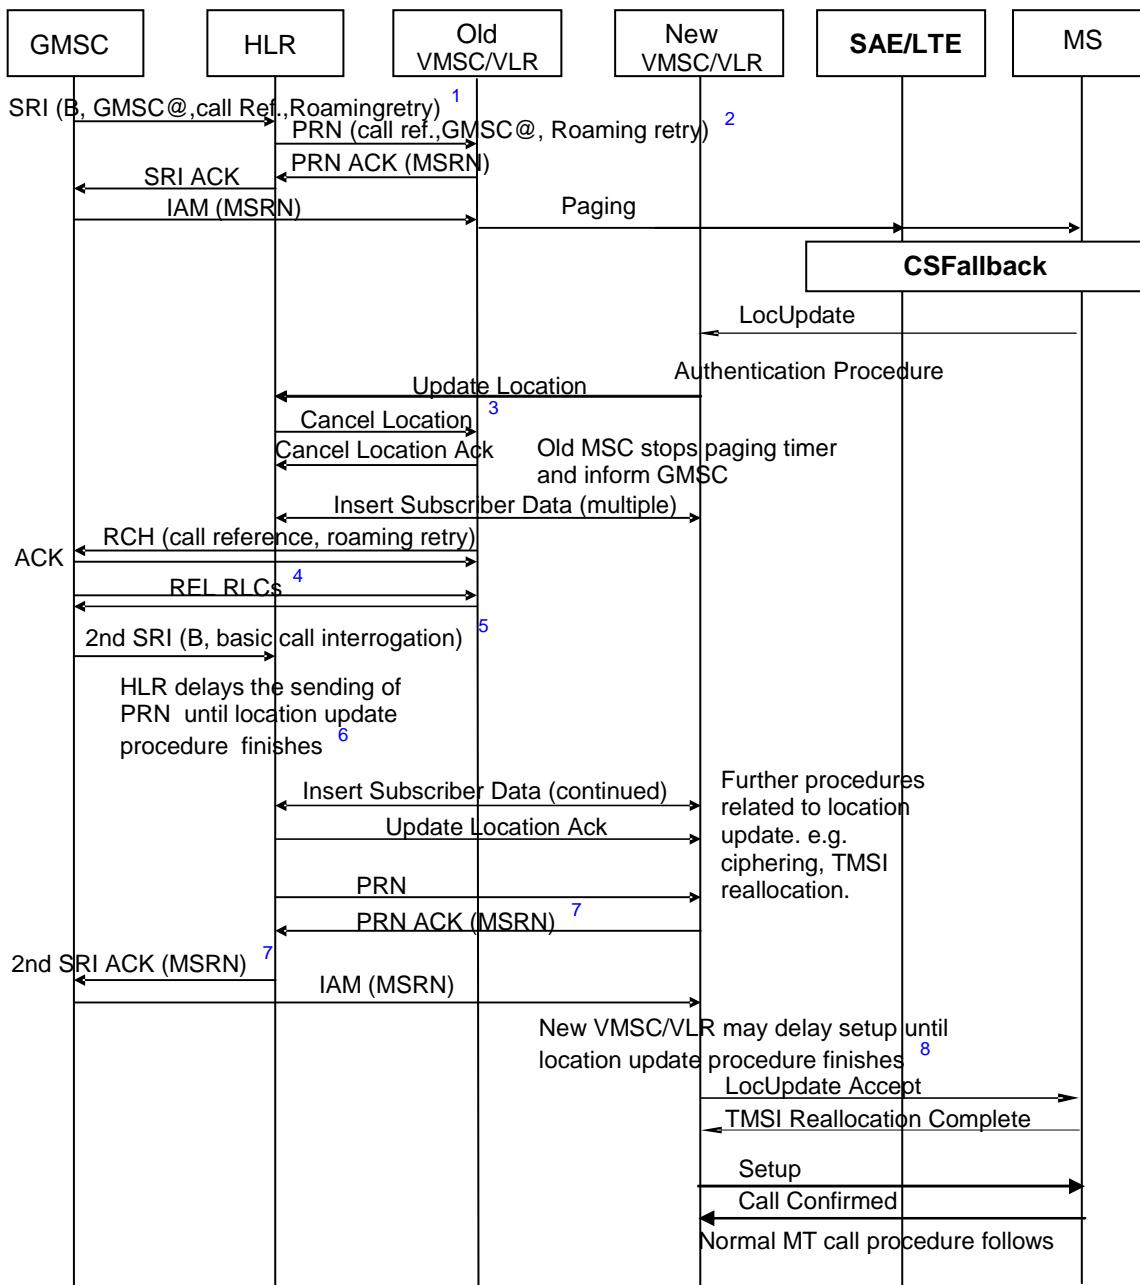 GMSC
HLR
Old
VMSC/VLR
New
VMSC/VLR
SAE/LTE
MS
SRI (B, GMSC@,call Ref.,Roamingretry) 1
PRN (call ref.,GMSC@, Roaming retry) 2
PRN ACK (MSRN)
SRI ACK
IAM (MSRN)
Paging
CSFallback
LocUpdate
Authentication Procedure
Update Location
Cancel Location 3
Cancel Location Ack
Old MSC stops paging timer
and inform GMSC
Insert Subscriber Data (multiple)
RCH (call reference, roaming retry)
ACK
REL RLCs 4
2nd SRI (B, basic call interrogation) 5
HLR delays the sending of
PRN until location update
procedure finishes 6
Insert Subscriber Data (continued)
Update Location Ack
Further procedures
related to location
update. e.g.
ciphering, TMSI
reallocation.
PRN
PRN ACK (MSRN) 7
2nd SRI ACK (MSRN) 7
IAM (MSRN)
New VMSC/VLR may delay setup until
location update procedure finishes 8
LocUpdate Accept
TMSI Reallocation Complete
Setup
Call Confirmed
Normal MT call procedure follows